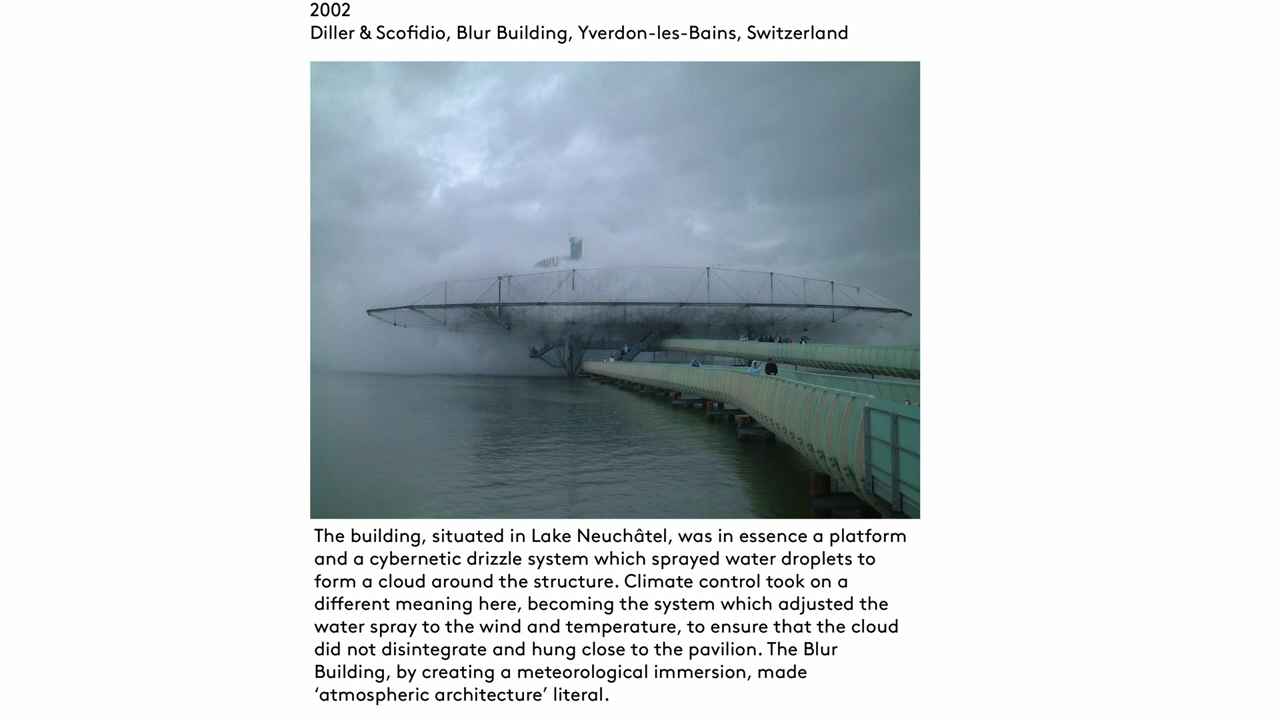 2002
Diller & Scofidio, Blur Building, Yverdon-les-Bains, Switzerland
The building, situated in Lake Neuchâtel, was in essence a platform
and a cybernetic drizzle system which sprayed water droplets to
form a cloud around the structure. Climate control took on a
different meaning here, becoming the system which adjusted the
water spray to the wind and temperature, to ensure that the cloud
did not disintegrate and hung close to the pavilion. The Blur
Building, by creating a meteorological immersion, made
‘atmospheric architecture’ literal.